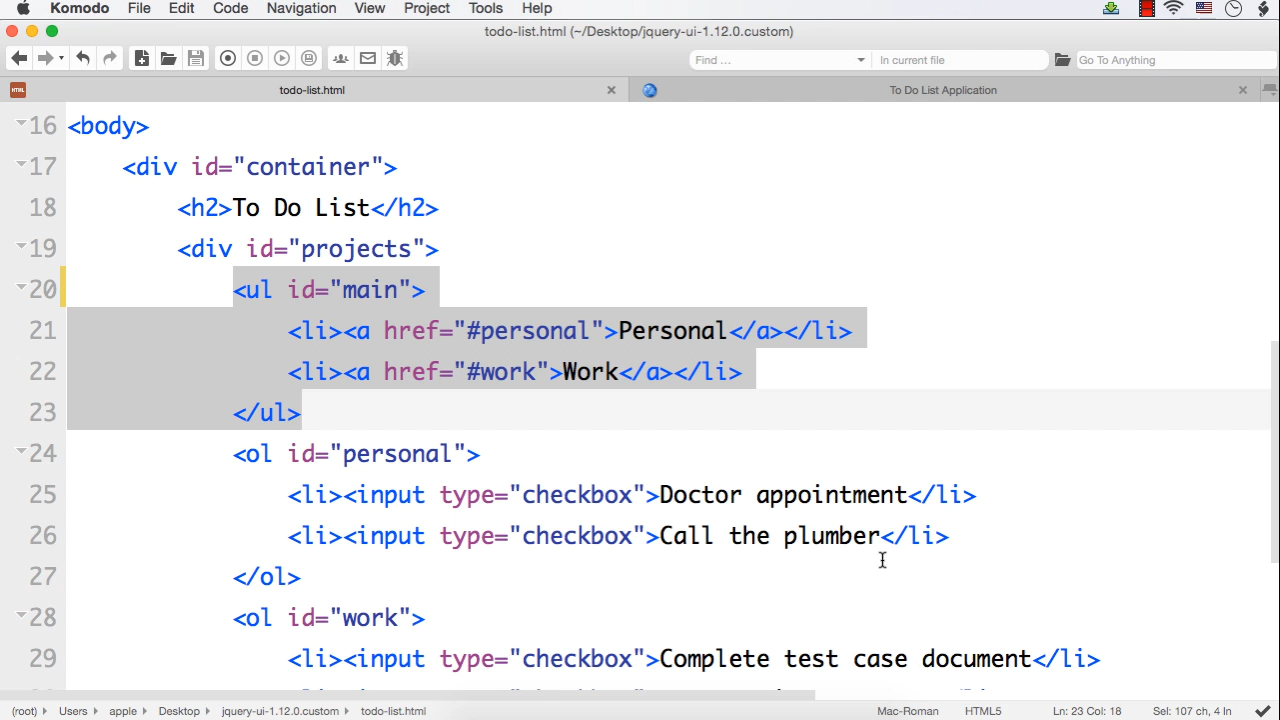 Komodo File Edit Code Navigation View Project Tools Help
todo-list.html (~/Desktop/jquery-ui-1.12.0.custom)
Find ... In current file Go To Anything
HTML todo-list.html To Do List Application
16 <body>
17 <div id="container">
18 <h2>To Do List</h2>
19 <div id="projects">
20 <ul id="main">
21 <li><a href="#personal">Personal</a></li>
22 <li><a href="#work">Work</a></li>
23 </ul>
24 <ol id="personal">
25 <li><input type="checkbox">Doctor appointment</li>
26 <li><input type="checkbox">Call the plumber</li>
27 </ol>
28 <ol id="work">
29 <li><input type="checkbox">Complete test case document</li>
(root) Users apple Desktop jquery-ui-1.12.0.custom todo-list.html Mac-Roman HTML5 Ln: 23 Col: 18 Sel: 107 ch, 4 ln